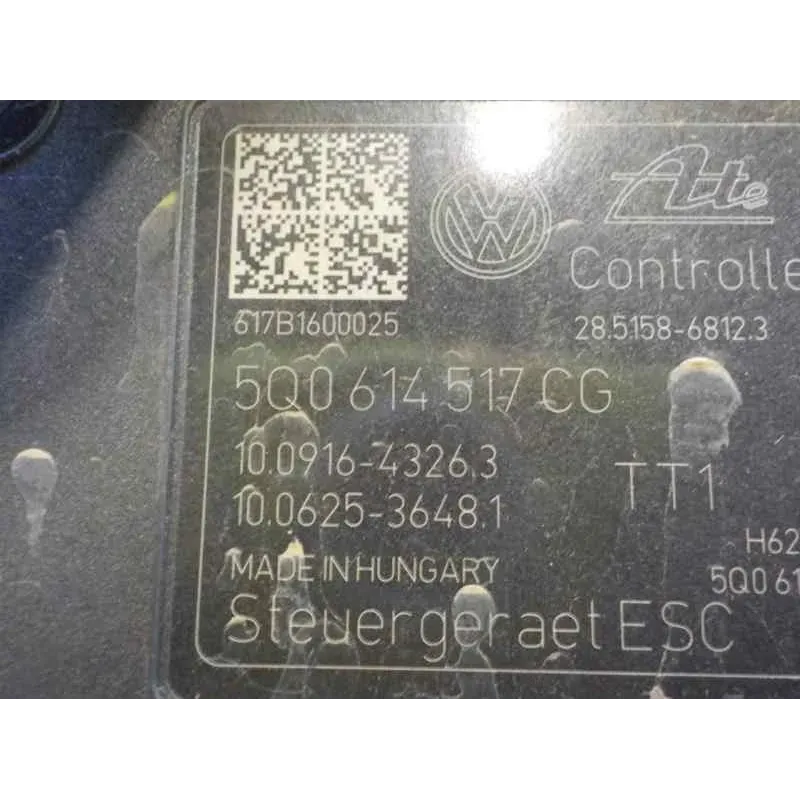 VW Ate
Controlle
617B1600025 28.5158-6812.3
5Q0 614 517 CG
10.0916-4326.3
TT1
10.0625-3648.1
H62
MADE IN HUNGARY
5Q0 61
Steuergeraet ESC